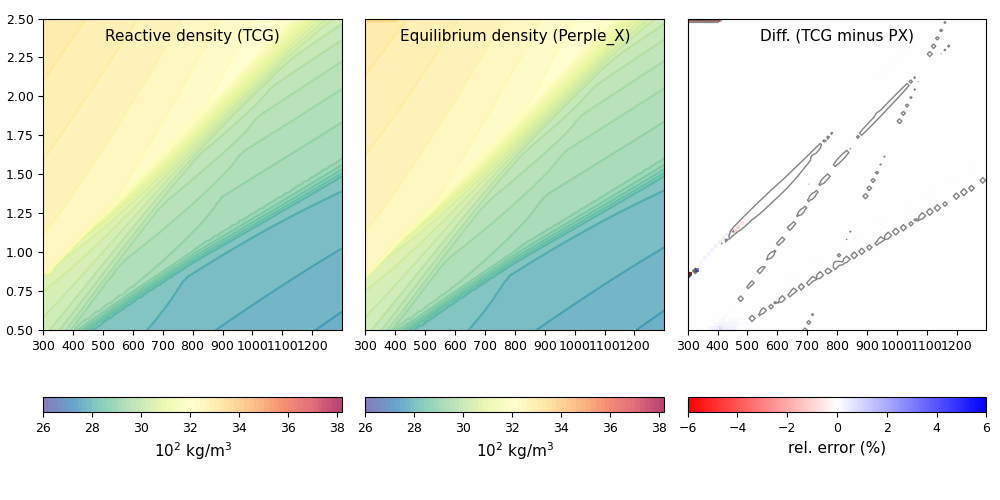 Reactive density (TCG)
Equilibrium density (Perple_X)
Diff. (TCG minus PX)
2.50
2.25
2.00
1.75
1.50
1.25
1.00
0.75
0.50
300 400 500 600 700 800 900 1000 1100 1200
300 400 500 600 700 800 900 1000 1100 1200
300 400 500 600 700 800 900 1000 1100 1200
26 28 30 32 34 36 38
26 28 30 32 34 36 38
−6 −4 −2 0 2 4 6
10² kg/m³
10² kg/m³
rel. error (%)